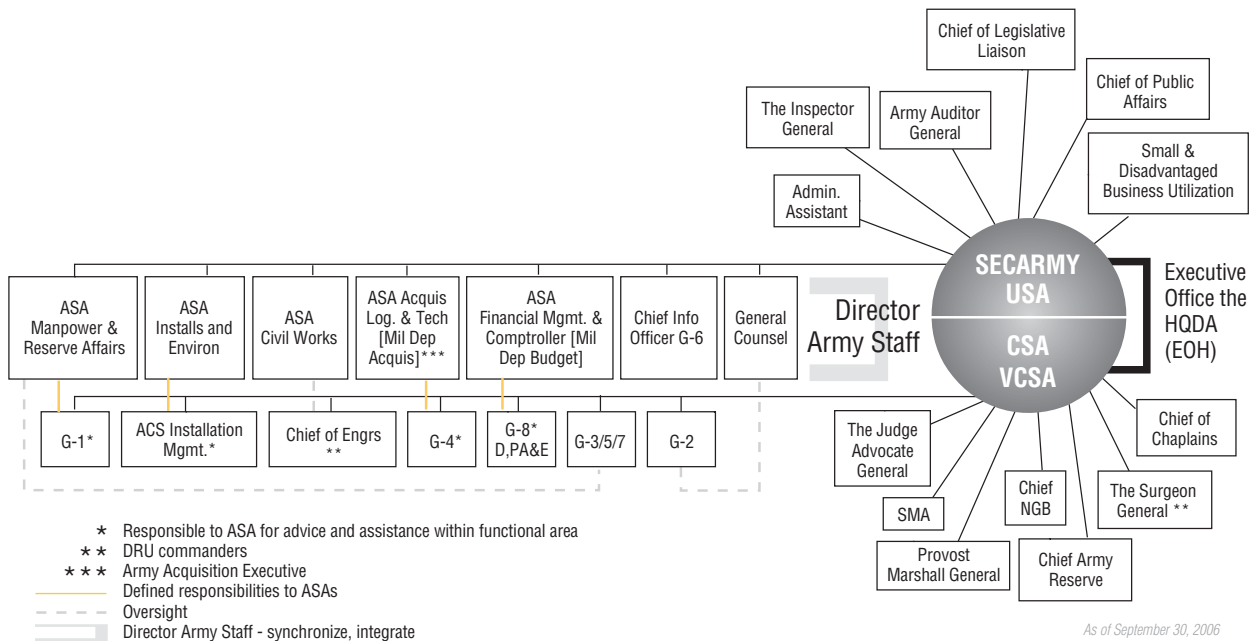 Chief of Legislative
Liaison
Chief of Public
Affairs
The Inspector
General
Army Auditor
General
Small &
Disadvantaged
Business Utilization
Admin.
Assistant
SECARMY
USA
CSA
VCSA
Executive
Office the
HQDA
(EOH)
Director
Army Staff
ASA
Manpower &
Reserve Affairs
ASA
Installs and
Environ
ASA
Civil Works
ASA Acquis
Log. & Tech
[Mil Dep
Acquis]***
ASA
Financial Mgmt. &
Comptroller [Mil
Dep Budget]
Chief Info
Officer G-6
General
Counsel
G-1*
ACS Installation
Mgmt.*
Chief of Engrs
**
G-4*
G-8*
D,PA&E
G-3/5/7
G-2
The Judge
Advocate
General
SMA
Provost
Marshall General
Chief
NGB
Chief Army
Reserve
The Surgeon
General **
Chief of
Chaplains
* Responsible to ASA for advice and assistance within functional area
** DRU commanders
*** Army Acquisition Executive
Defined responsibilities to ASAs
Oversight
Director Army Staff - synchronize, integrate
As of September 30, 2006